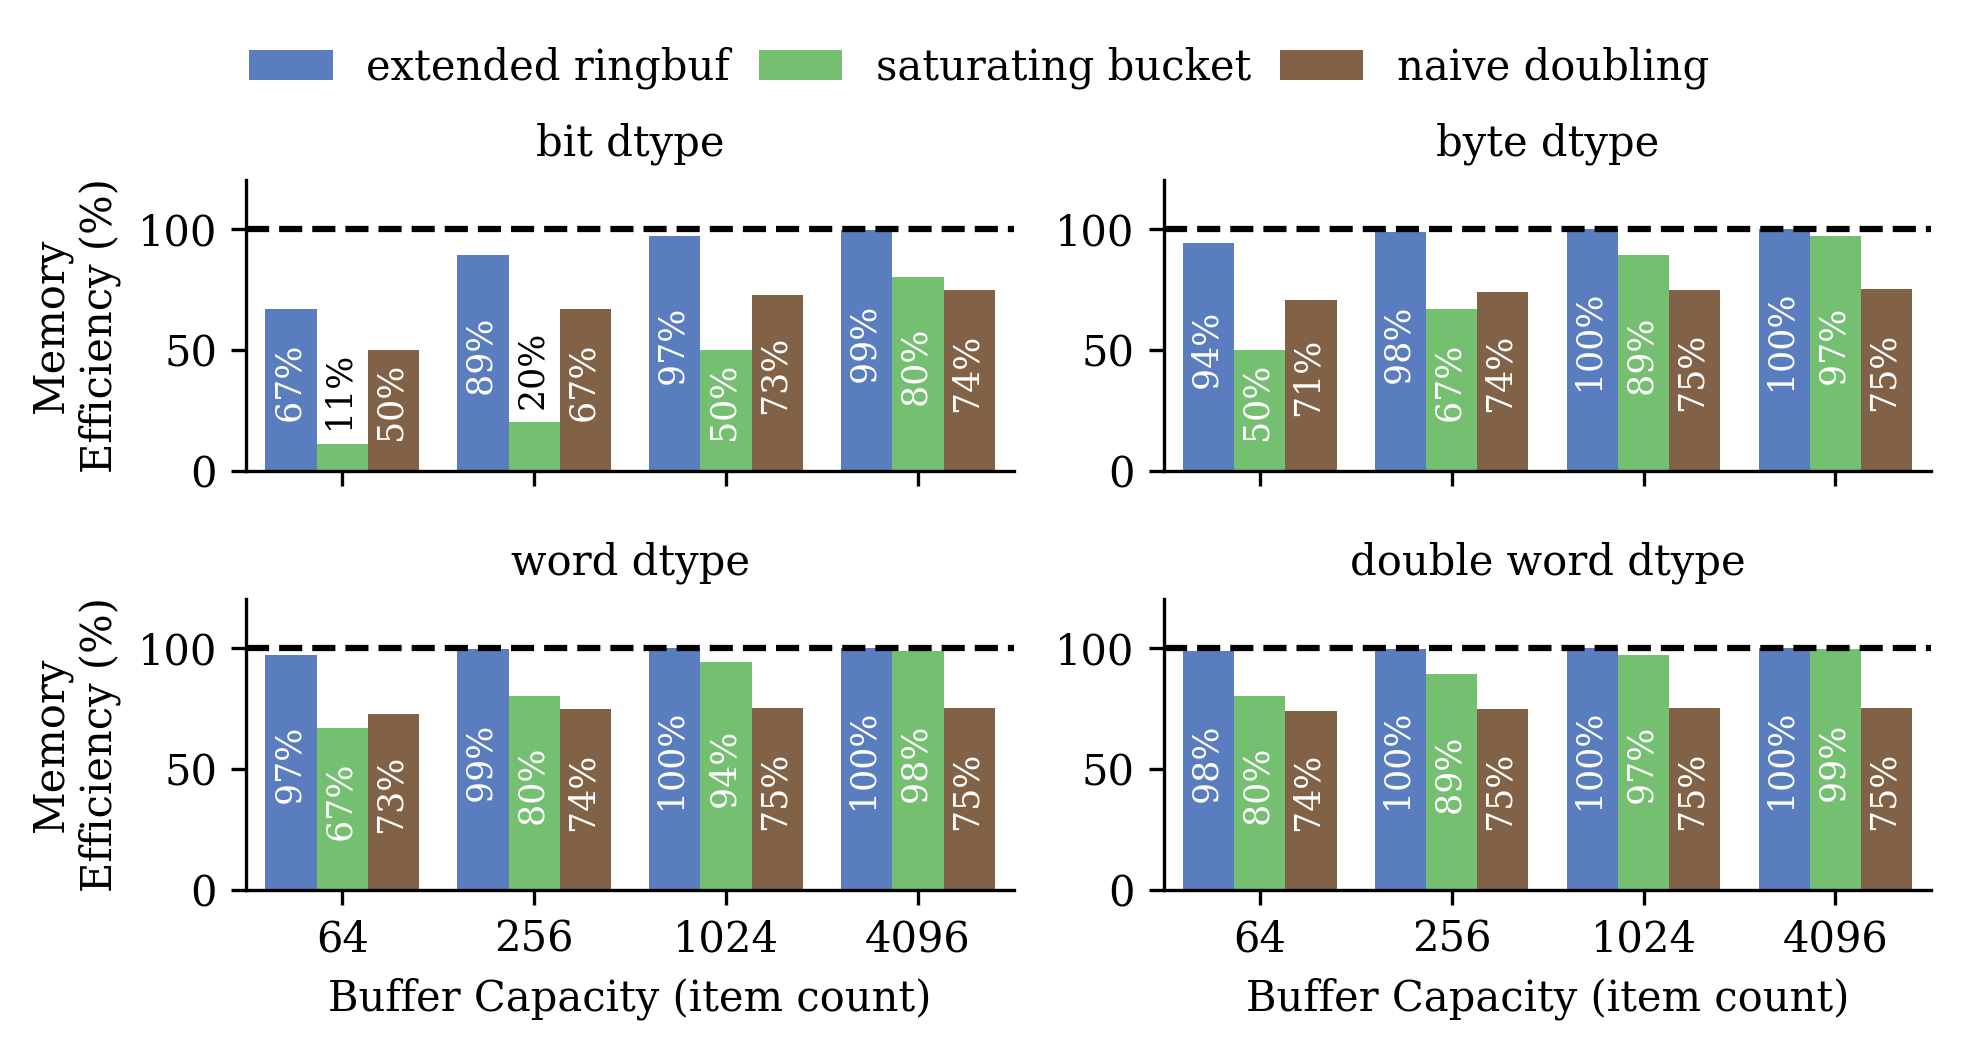 extended ringbuf saturating bucket naive doubling
bit dtype
Memory
Efficiency (%)
100
50
0
67% 11% 50% 89% 20% 67% 97% 50% 73% 99% 80% 74%
byte dtype
100
50
0
94% 50% 71% 98% 67% 74% 100% 89% 75% 100% 97% 75%
word dtype
Memory
Efficiency (%)
100
50
0
97% 67% 73% 99% 80% 74% 100% 94% 75% 100% 98% 75%
64 256 1024 4096
Buffer Capacity (item count)
double word dtype
100
50
0
98% 80% 74% 100% 89% 75% 100% 97% 75% 100% 99% 75%
64 256 1024 4096
Buffer Capacity (item count)